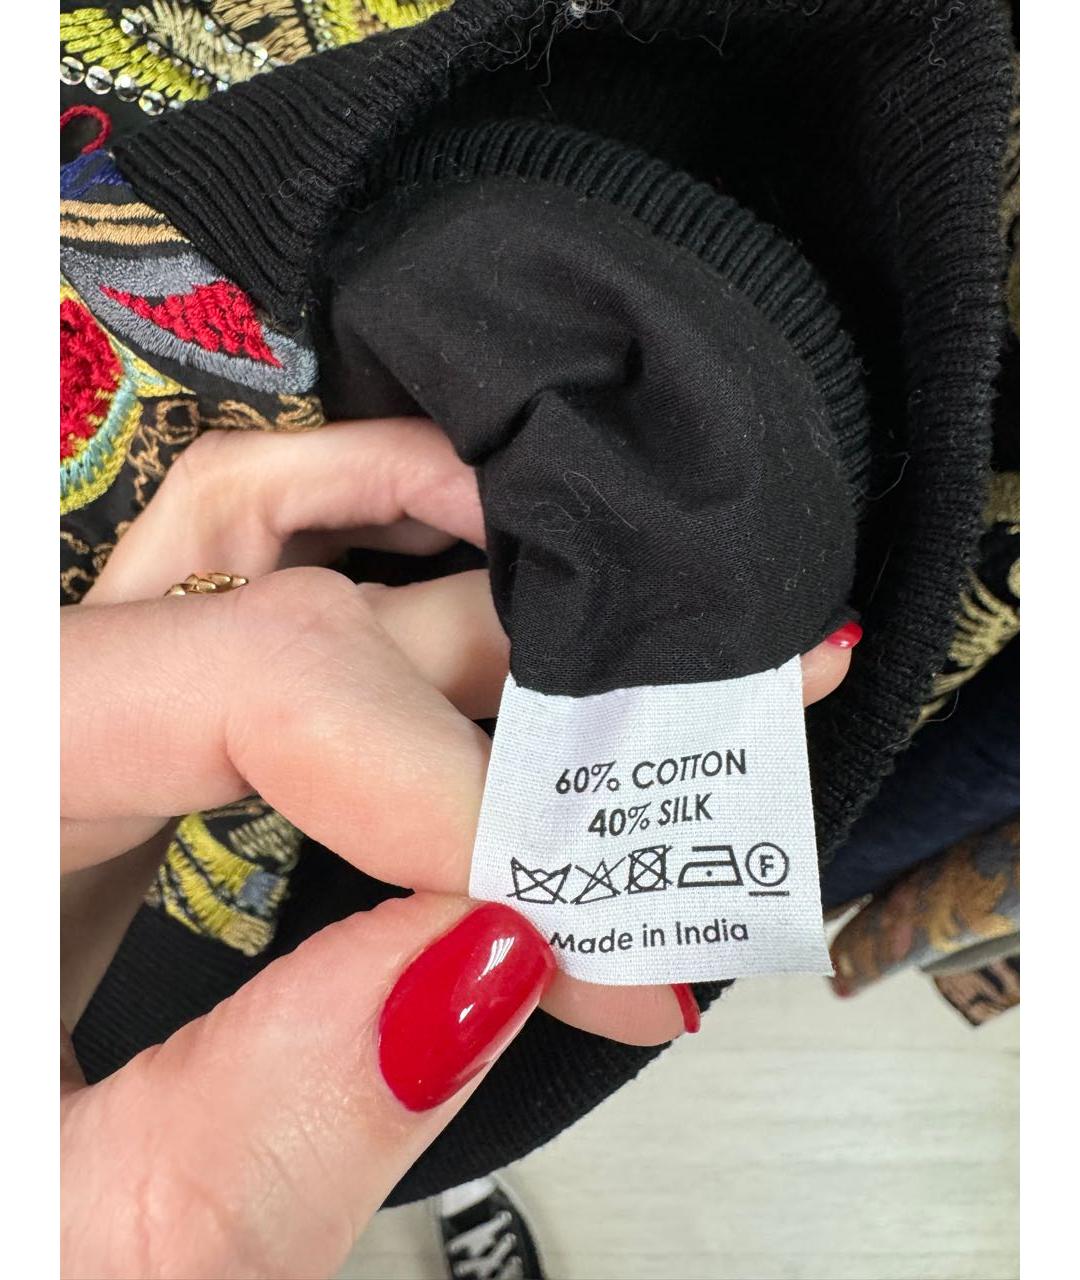 60% COTTON
40% SILK
F
Made in India